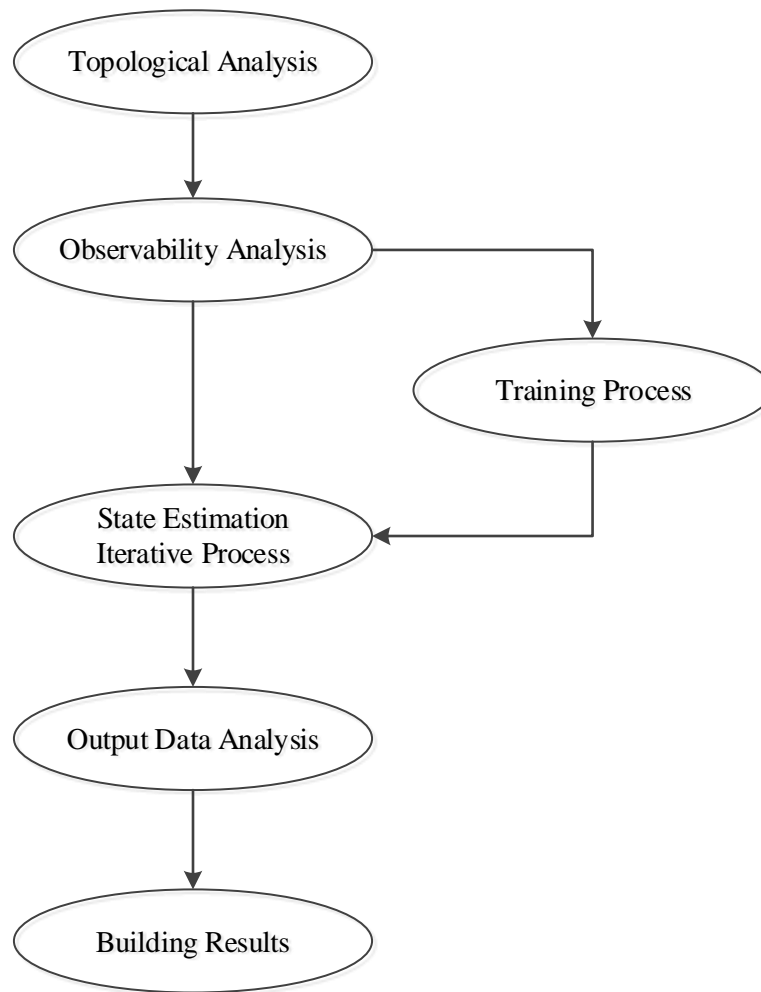 Topological Analysis
Observability Analysis
Training Process
State Estimation
Iterative Process
Output Data Analysis
Building Results